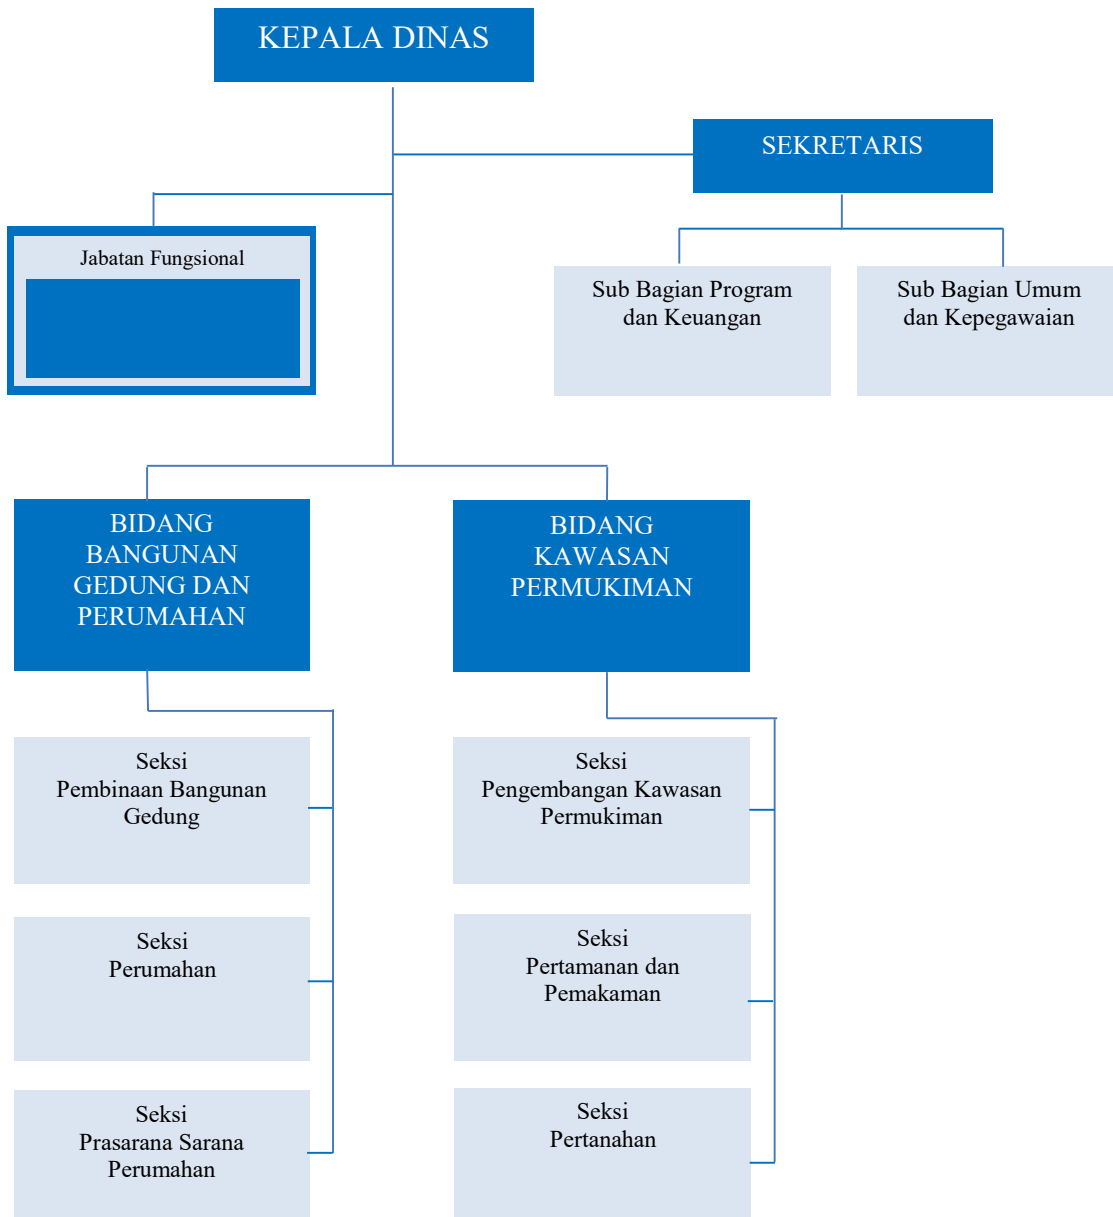 KEPALA DINAS
SEKRETARIS
Jabatan Fungsional
Sub Bagian Program
dan Keuangan
Sub Bagian Umum
dan Kepegawaian
BIDANG
BANGUNAN
GEDUNG DAN
PERUMAHAN
BIDANG
KAWASAN
PERMUKIMAN
Seksi
Pembinaan Bangunan
Gedung
Seksi
Pengembangan Kawasan
Permukiman
Seksi
Perumahan
Seksi
Pertamanan dan
Pemakaman
Seksi
Prasarana Sarana
Perumahan
Seksi
Pertanahan